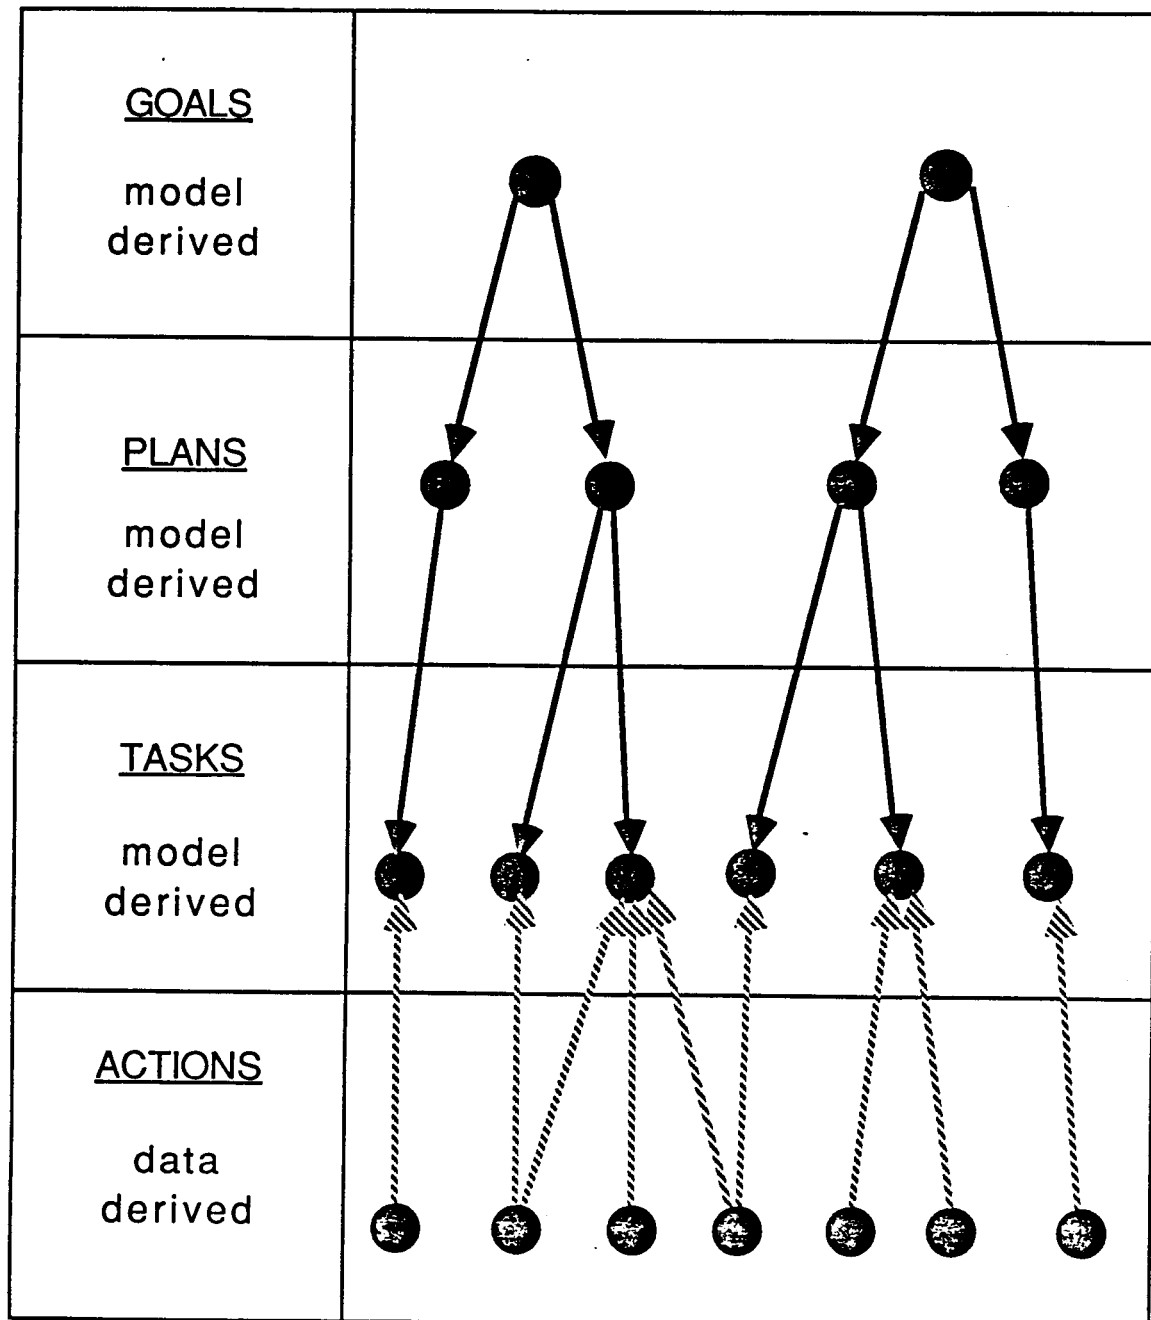 GOALS
model
derived
PLANS
model
derived
TASKS
model
derived
ACTIONS
data
derived